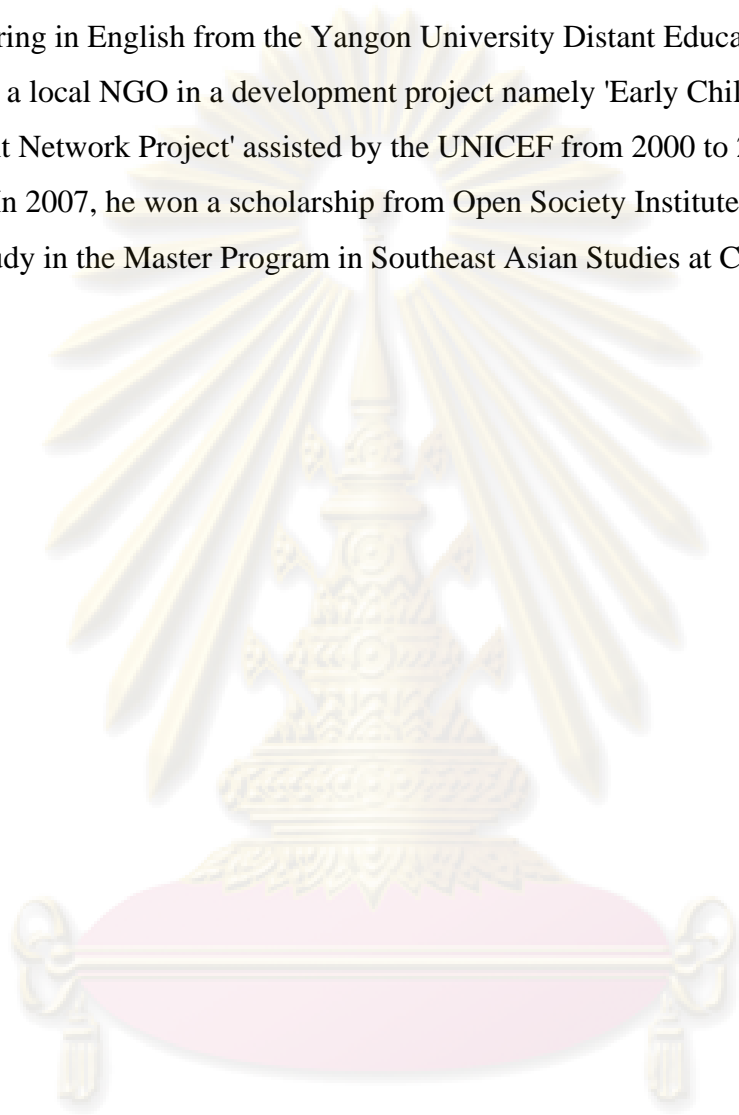 ring in English from the Yangon University Distant Educa
a local NGO in a development project namely 'Early Chil
t Network Project' assisted by the UNICEF from 2000 to 2
In 2007, he won a scholarship from Open Society Institute
udy in the Master Program in Southeast Asian Studies at C